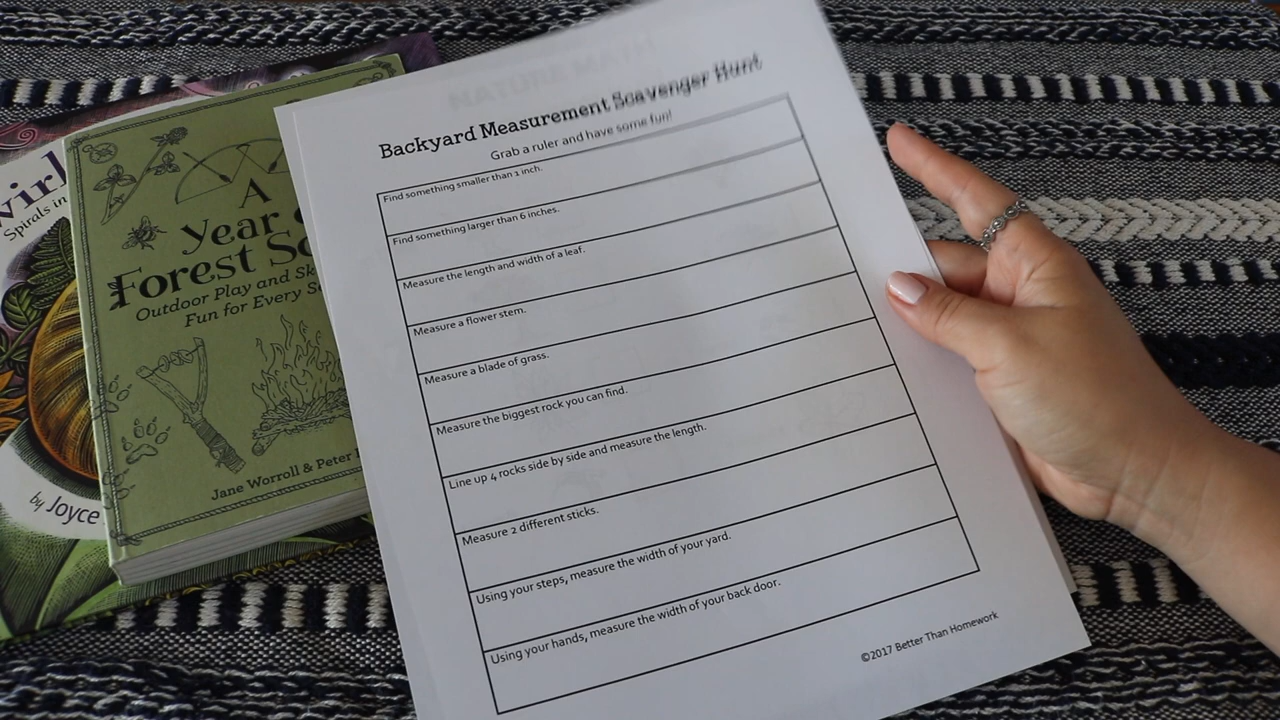 Backyard Measurement Scavenger Hunt
Grab a ruler and have some fun!
Find something smaller than 1 inch.
Find something larger than 6 inches.
Measure the length and width of a leaf.
Measure a flower stem.
Measure a blade of grass.
Measure the biggest rock you can find.
Line up 4 rocks side by side and measure the length.
Measure 2 different sticks.
Using your steps, measure the width of your yard.
Using your hands, measure the width of your back door.
©2017 Better Than Homework
A
Year
Forest
Outdoor Play and
Fun for Every
Jane Worroll & Peter
Spirals in
by Joyce